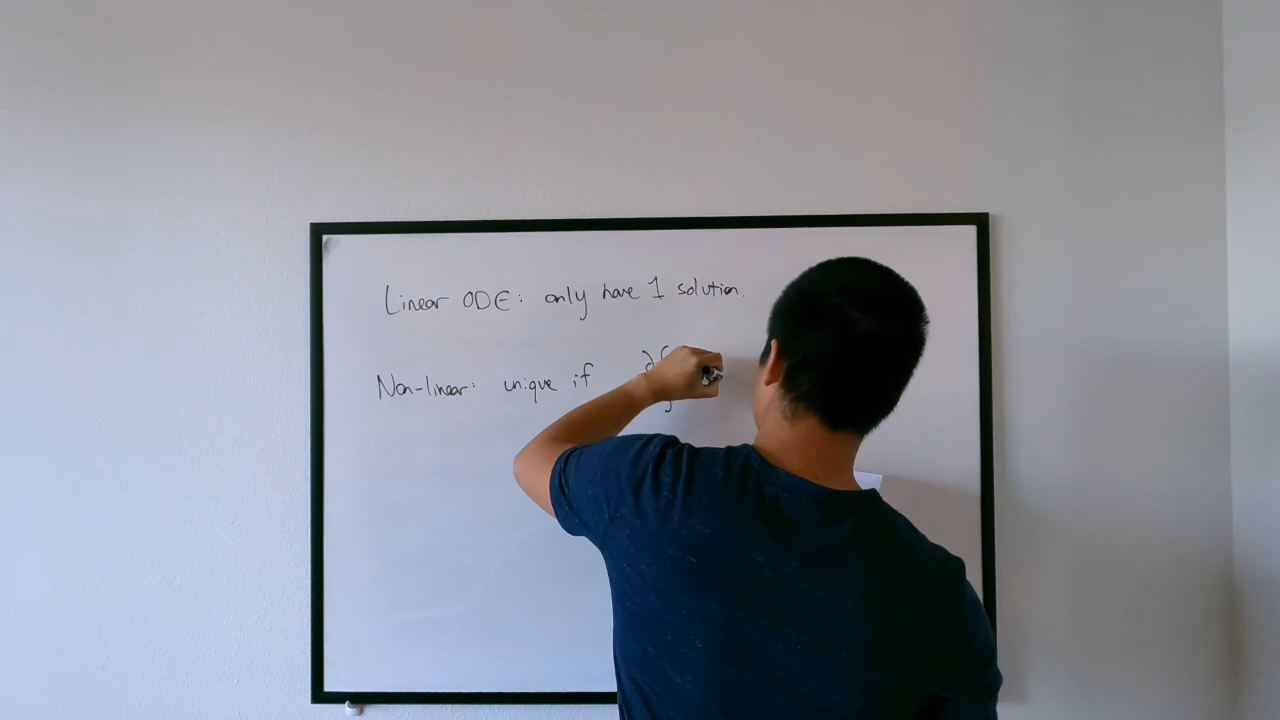 Linear ODE: only have 1 solution.
Non-linear: unique if ∂f